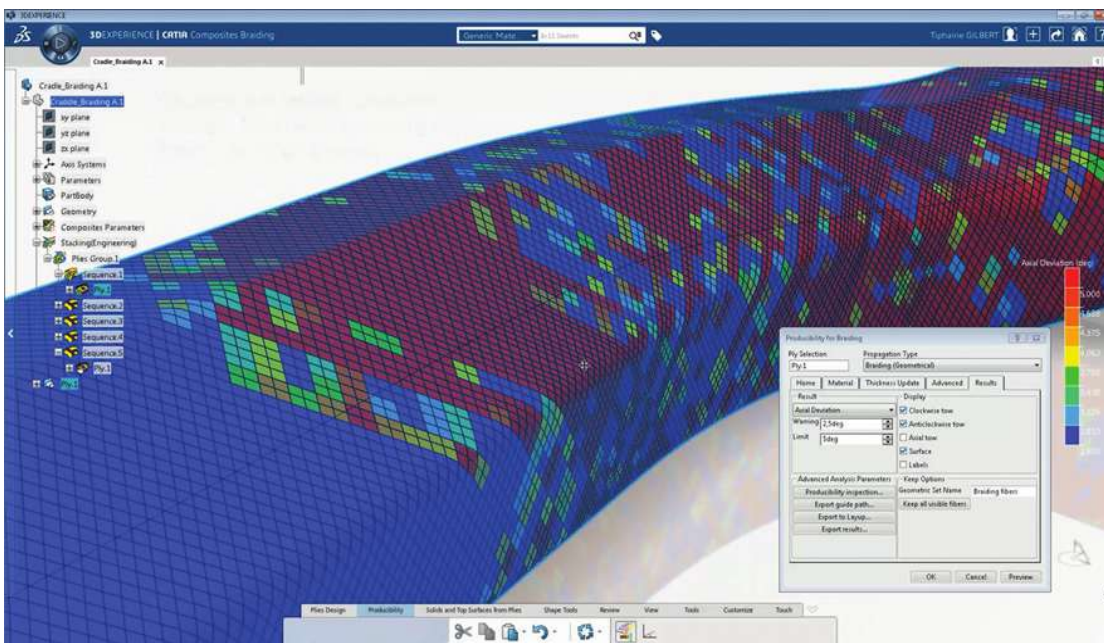 3DEXPERIENCE
3DEXPERIENCE | CATIA Composites Braiding
Generic Mate
Tiphaine GILBERT
Cradle_Braiding A.1 x
Cradle_Braiding A.1
Cradle_Braiding A.1
xy plane
yz plane
zx plane
Axis Systems
Parameters
PartBody
Geometry
Composites Parameters
Stacking(Engineering)
Plies Group.1
Sequence.1
Ply.1
Sequence.2
Sequence.3
Sequence.4
Sequence.5
Ply.1
Ply.1
Axial Deviation (deg)
5,000
Producibility for Braiding
Ply Selection
Propagation Type
Ply.1
Braiding (Geometrical)
Home
Material
Thickness Update
Advanced
Results
Result
Display
Axial Deviation
Clockwise tow
Warning
2,5deg
Anticlockwise tow
Limit
5deg
Axial tow
Surface
Labels
Advanced Analysis Parameters
Keep Options
Producibility inspection...
Geometric Set Name
Braiding fibers
Export guide path...
Keep all visible fibers
Export to Layup...
Export results...
OK
Cancel
Preview
Plies Design
Producibility
Solids and Top Surfaces from Plies
Shape Tools
Review
View
Tools
Customize
Touch